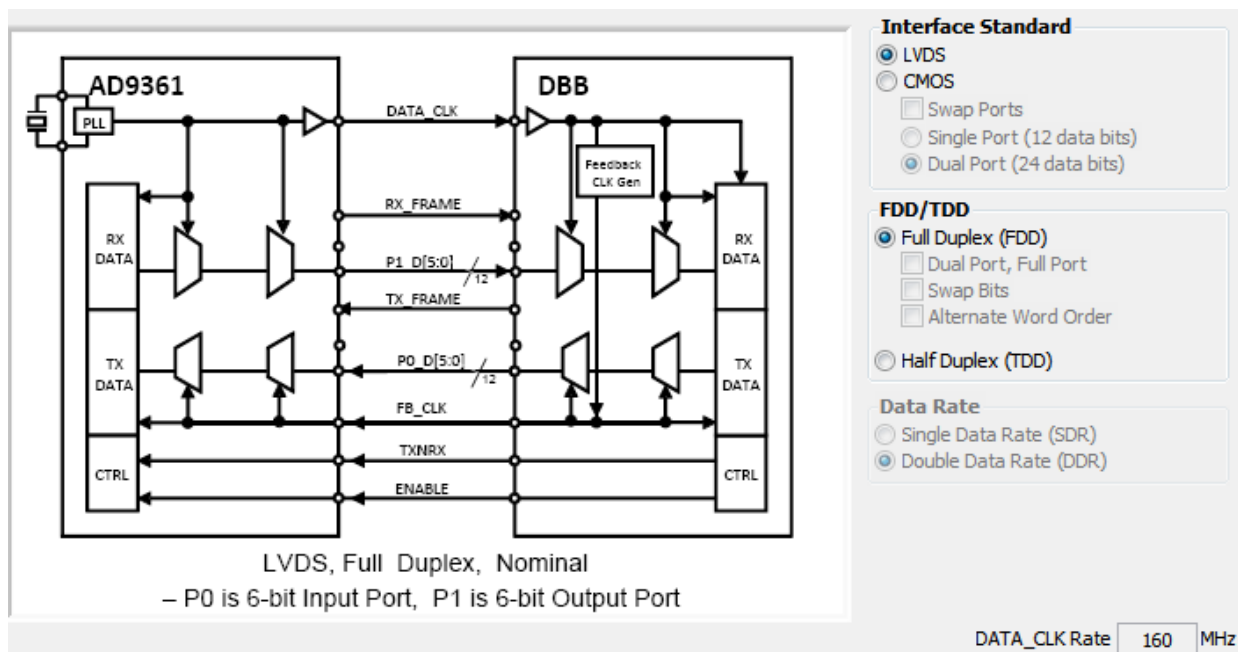 AD9361
DBB
PLL
DATA_CLK
Feedback
CLK Gen
RX_FRAME
RX
DATA
P1_D[5:0]
12
RX
DATA
TX_FRAME
TX
DATA
P0_D[5:0]
12
TX
DATA
FB_CLK
CTRL
TXNRX
CTRL
ENABLE
LVDS, Full Duplex, Nominal
– P0 is 6-bit Input Port, P1 is 6-bit Output Port
Interface Standard
LVDS
CMOS
Swap Ports
Single Port (12 data bits)
Dual Port (24 data bits)
FDD/TDD
Full Duplex (FDD)
Dual Port, Full Port
Swap Bits
Alternate Word Order
Half Duplex (TDD)
Data Rate
Single Data Rate (SDR)
Double Data Rate (DDR)
DATA_CLK Rate 160 MHz